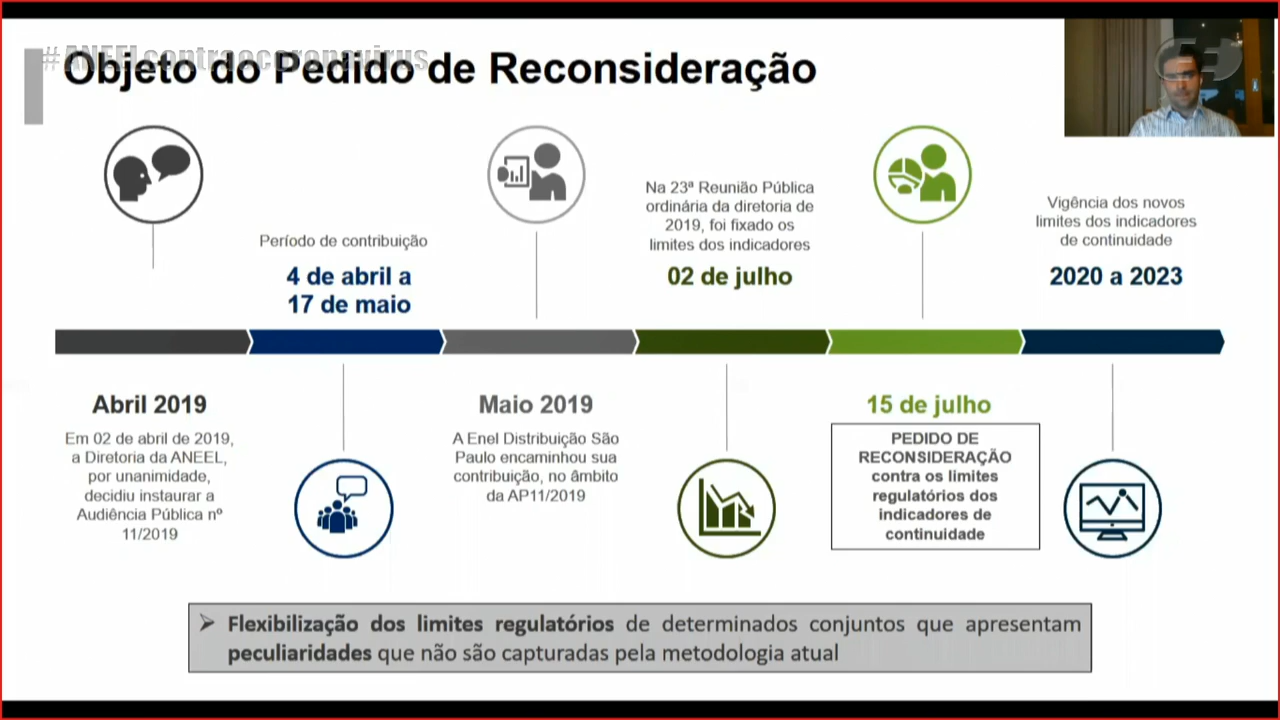 #ANEELcontraocoronavirus
Objeto do Pedido de Reconsideração
Período de contribuição
4 de abril a
17 de maio
Na 23ª Reunião Pública
ordinária da diretoria de
2019, foi fixado os
limites dos indicadores
02 de julho
Vigência dos novos
limites dos indicadores
de continuidade
2020 a 2023
Abril 2019
Em 02 de abril de 2019,
a Diretoria da ANEEL,
por unanimidade,
decidiu instaurar a
Audiência Pública nº
11/2019
Maio 2019
A Enel Distribuição São
Paulo encaminhou sua
contribuição, no âmbito
da AP11/2019
15 de julho
PEDIDO DE
RECONSIDERAÇÃO
contra os limites
regulatórios dos
indicadores de
continuidade
➢ Flexibilização dos limites regulatórios de determinados conjuntos que apresentam
peculiaridades que não são capturadas pela metodologia atual